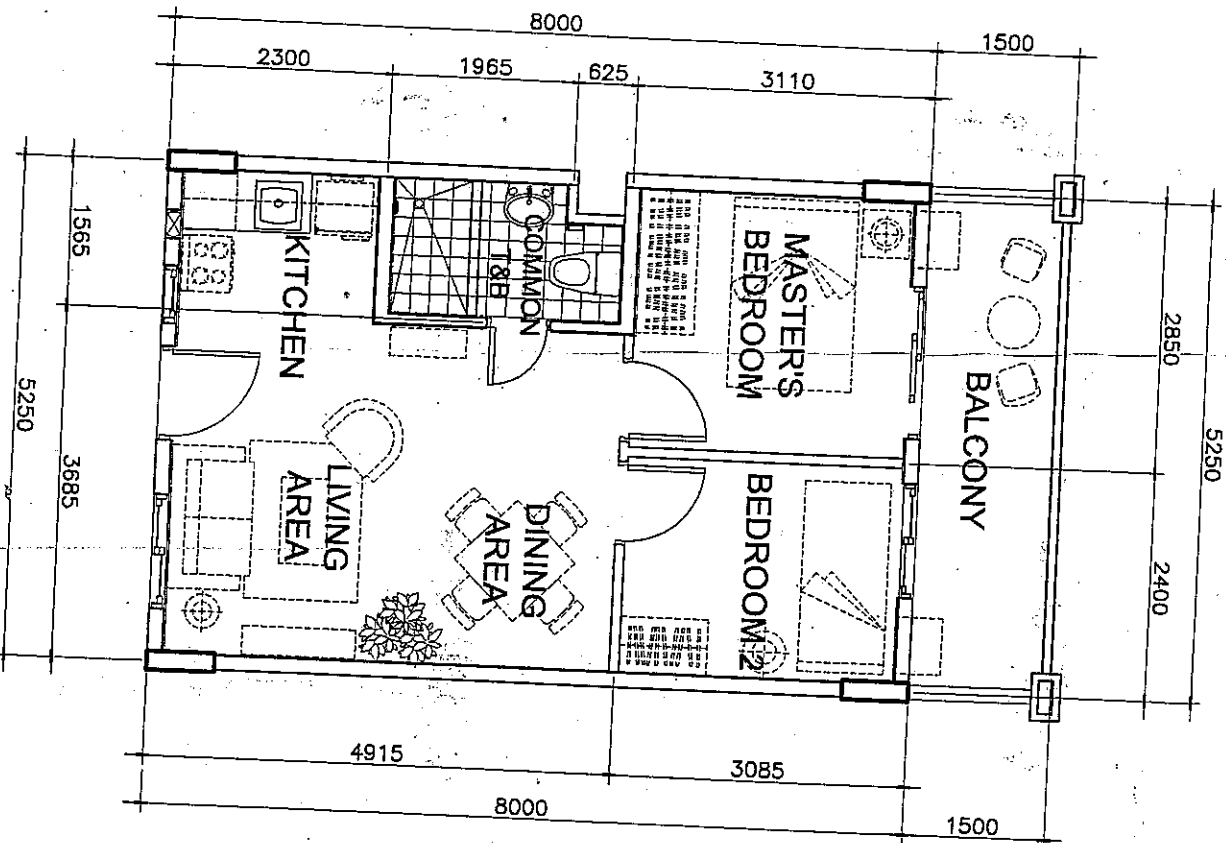 8000
1500
2300
1965
625
3110
1565
3685
5250
2850
2400
5250
KITCHEN
COMMON
T&B
MASTER'S
BEDROOM
BALCONY
LIVING
AREA
DINING
AREA
BEDROOM 2
4915
3085
8000
1500